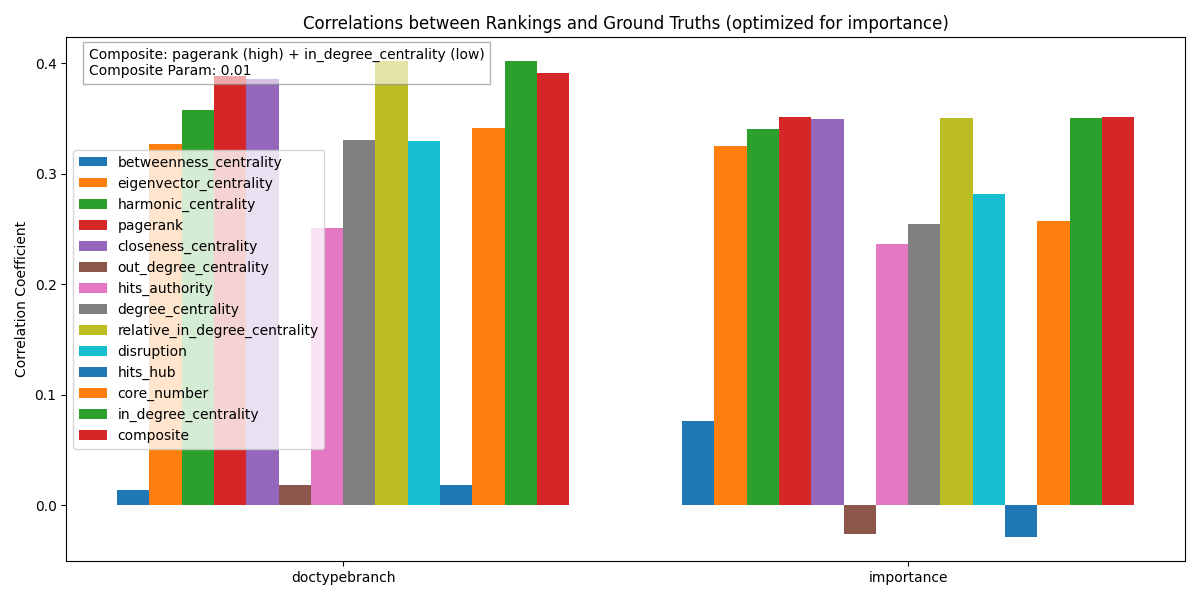 Correlations between Rankings and Ground Truths (optimized for importance)
Composite: pagerank (high) + in_degree_centrality (low)
Composite Param: 0.01
Correlation Coefficient
0.4
0.3
0.2
0.1
0.0
betweenness_centrality
eigenvector_centrality
harmonic_centrality
pagerank
closeness_centrality
out_degree_centrality
hits_authority
degree_centrality
relative_in_degree_centrality
disruption
hits_hub
core_number
in_degree_centrality
composite
doctypebranch
importance